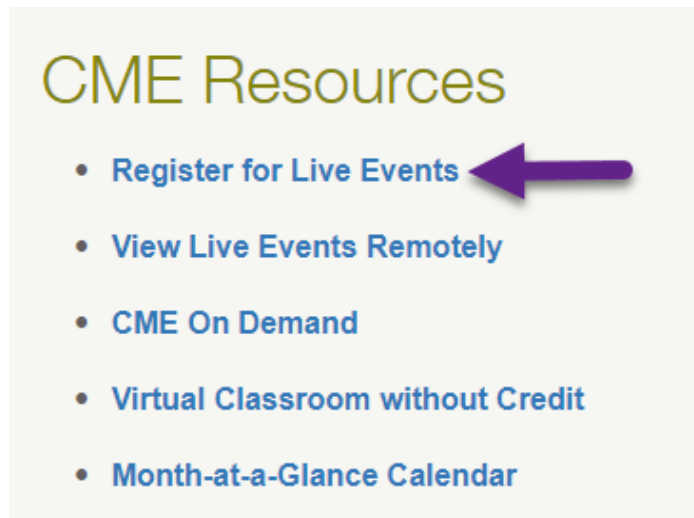 CME Resources
Register for Live Events
View Live Events Remotely
CME On Demand
Virtual Classroom without Credit
Month-at-a-Glance Calendar